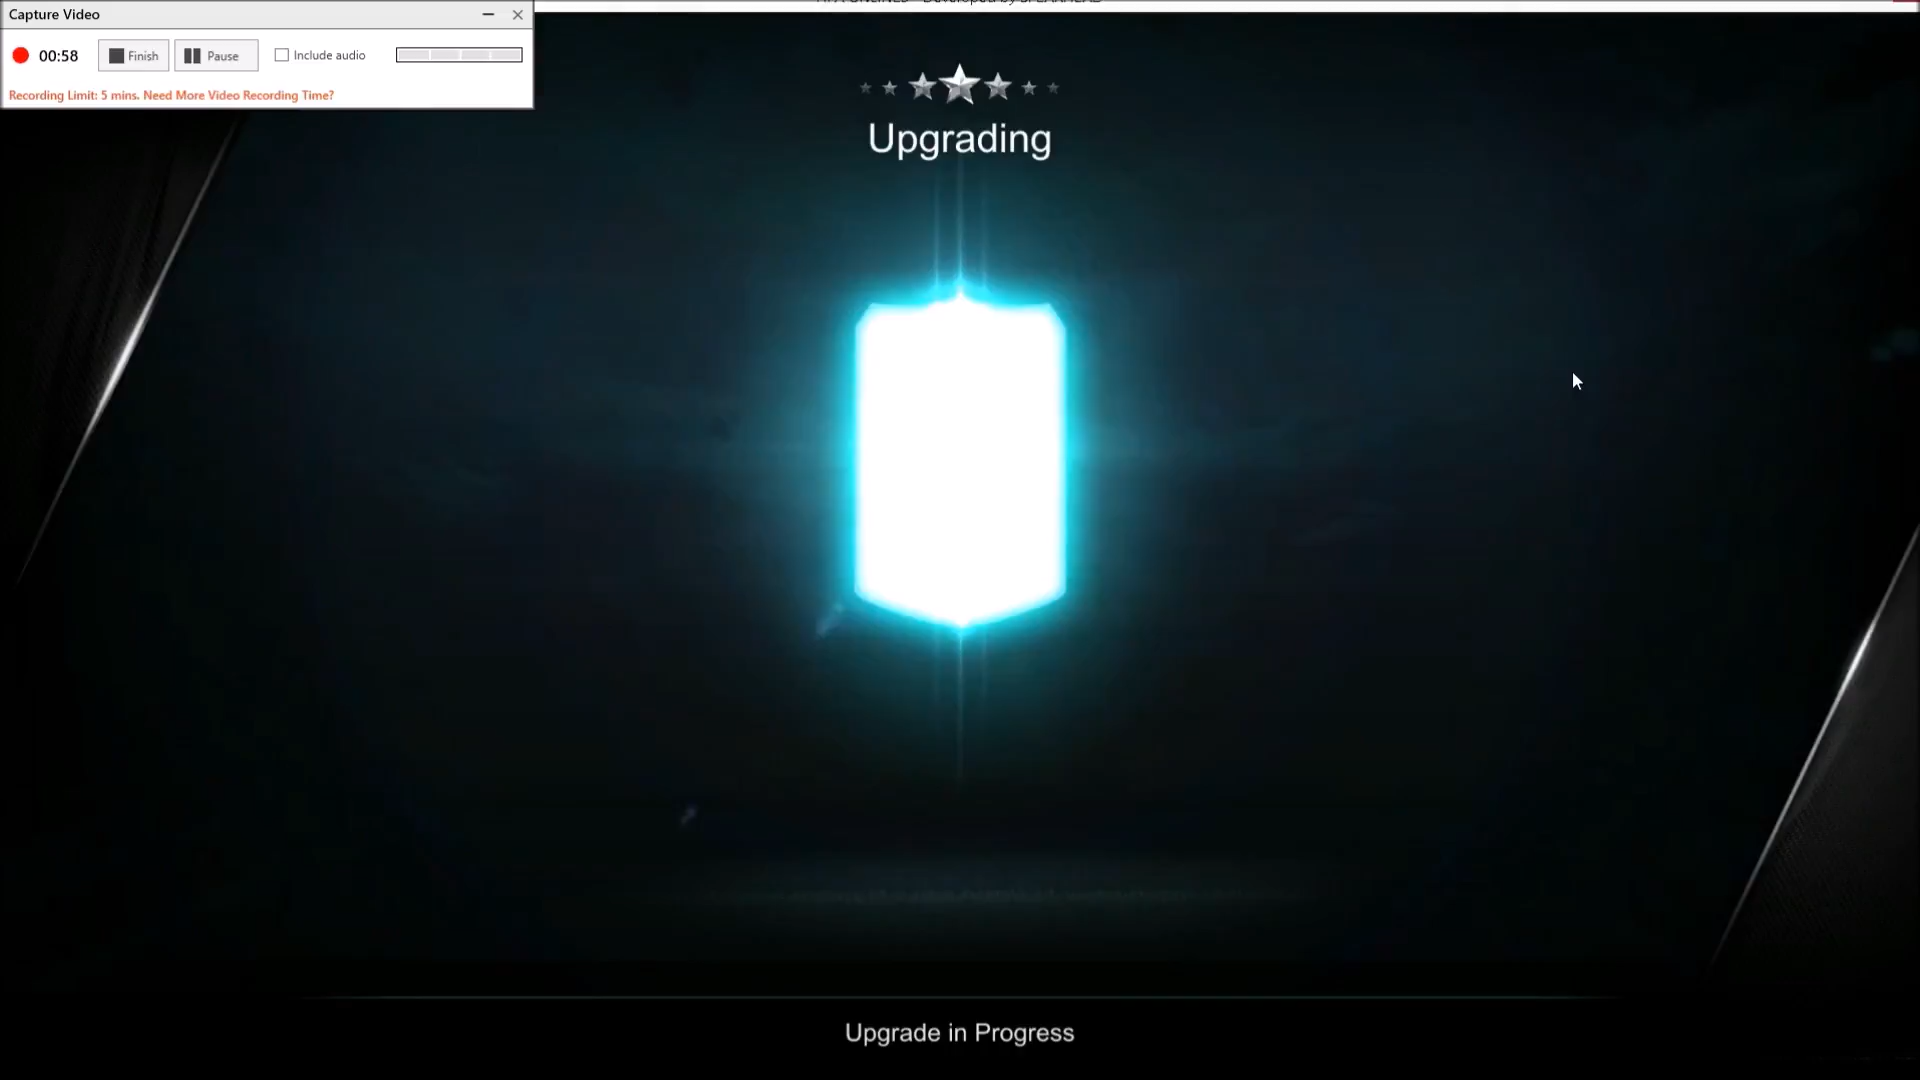 Capture Video
00:58
Finish
Pause
Include audio
Recording Limit: 5 mins. Need More Video Recording Time?
Upgrading
Upgrade in Progress